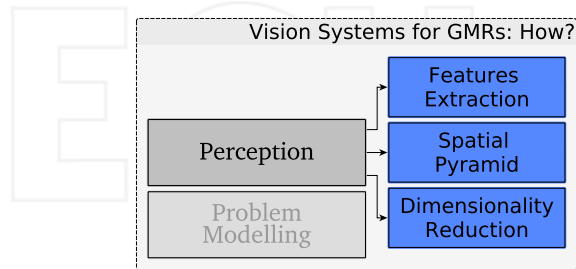 Vision Systems for GMRs: How?
Features
Extraction
Perception
Spatial
Pyramid
Dimensionality
Reduction
Problem
Modelling